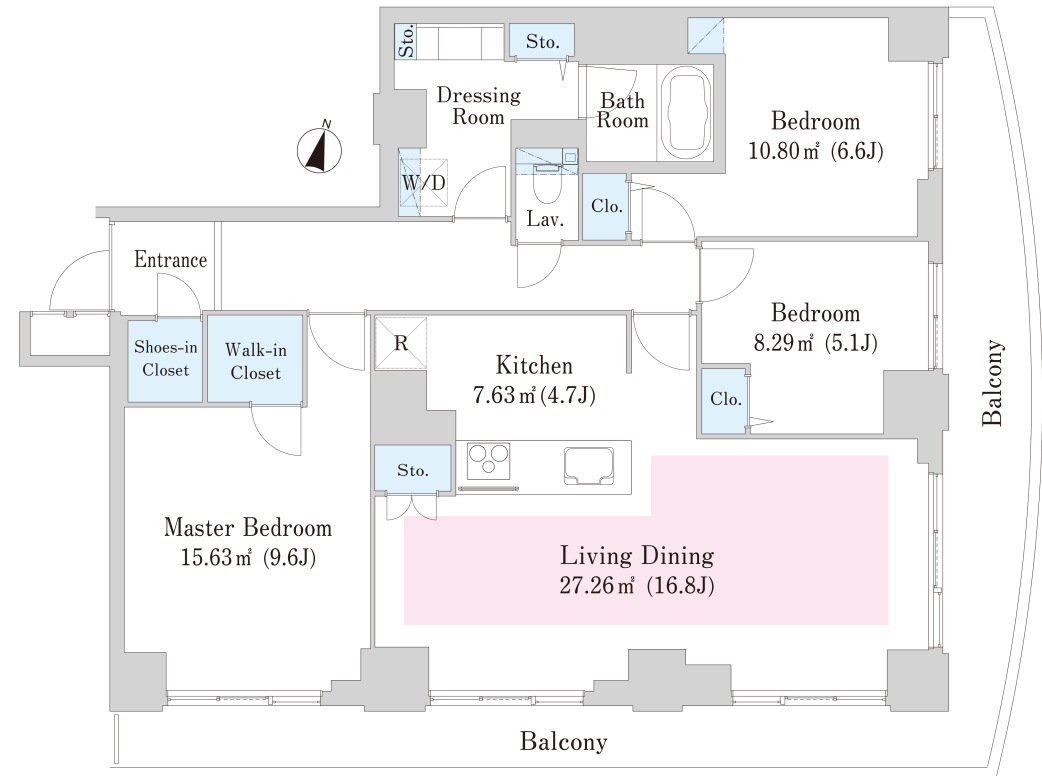 Sto.
Sto.
Dressing
Room
Bath
Room
Bedroom
10.80㎡ (6.6J)
N
W/D
Lav.
Clo.
Entrance
Shoes-in
Closet
Walk-in
Closet
R
Kitchen
7.63㎡(4.7J)
Bedroom
8.29㎡ (5.1J)
Clo.
Balcony
Sto.
Master Bedroom
15.63㎡ (9.6J)
Living Dining
27.26㎡ (16.8J)
Balcony